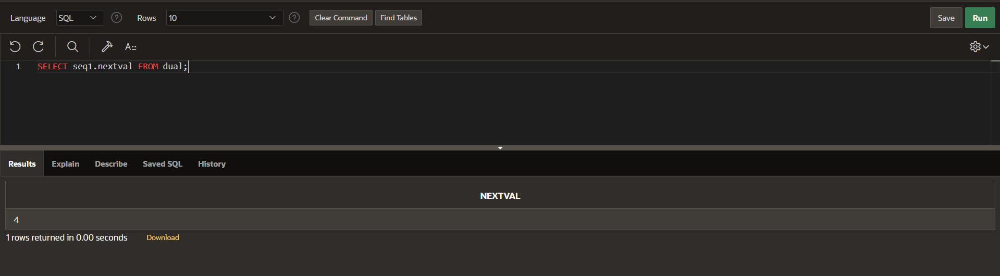 Language SQL ? Rows 10 ? Clear Command Find Tables Save Run
A::
1 SELECT seq1.nextval FROM dual;
Results Explain Describe Saved SQL History
NEXTVAL
4
1 rows returned in 0.00 seconds Download